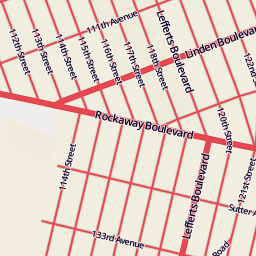 111th Avenue
Lefferts Boulevard
Linden Boulevard
112th Street
113th Street
114th Street
115th Street
116th Street
117th Street
118th Street
122nd
Rockaway Boulevard
120th Street
114th Street
Lefferts Boulevard
121st Street
Sutter A
133rd Avenue
Road